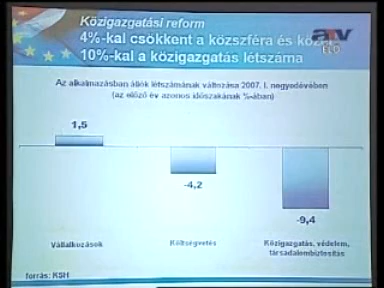 Közigazgatási reform
4%-kal csökkent a közszféra és közel
10%-kal a közigazgatás létszáma
atv
ÉLŐ
Az alkalmazásban állók létszámának változása 2007. I. negyedévében
(az előző év azonos időszakának %-ában)
1,5
-4,2
-9,4
Vállalkozások
Költségvetés
Közigazgatás, védelem,
társadalombiztosítás
forrás: KSH